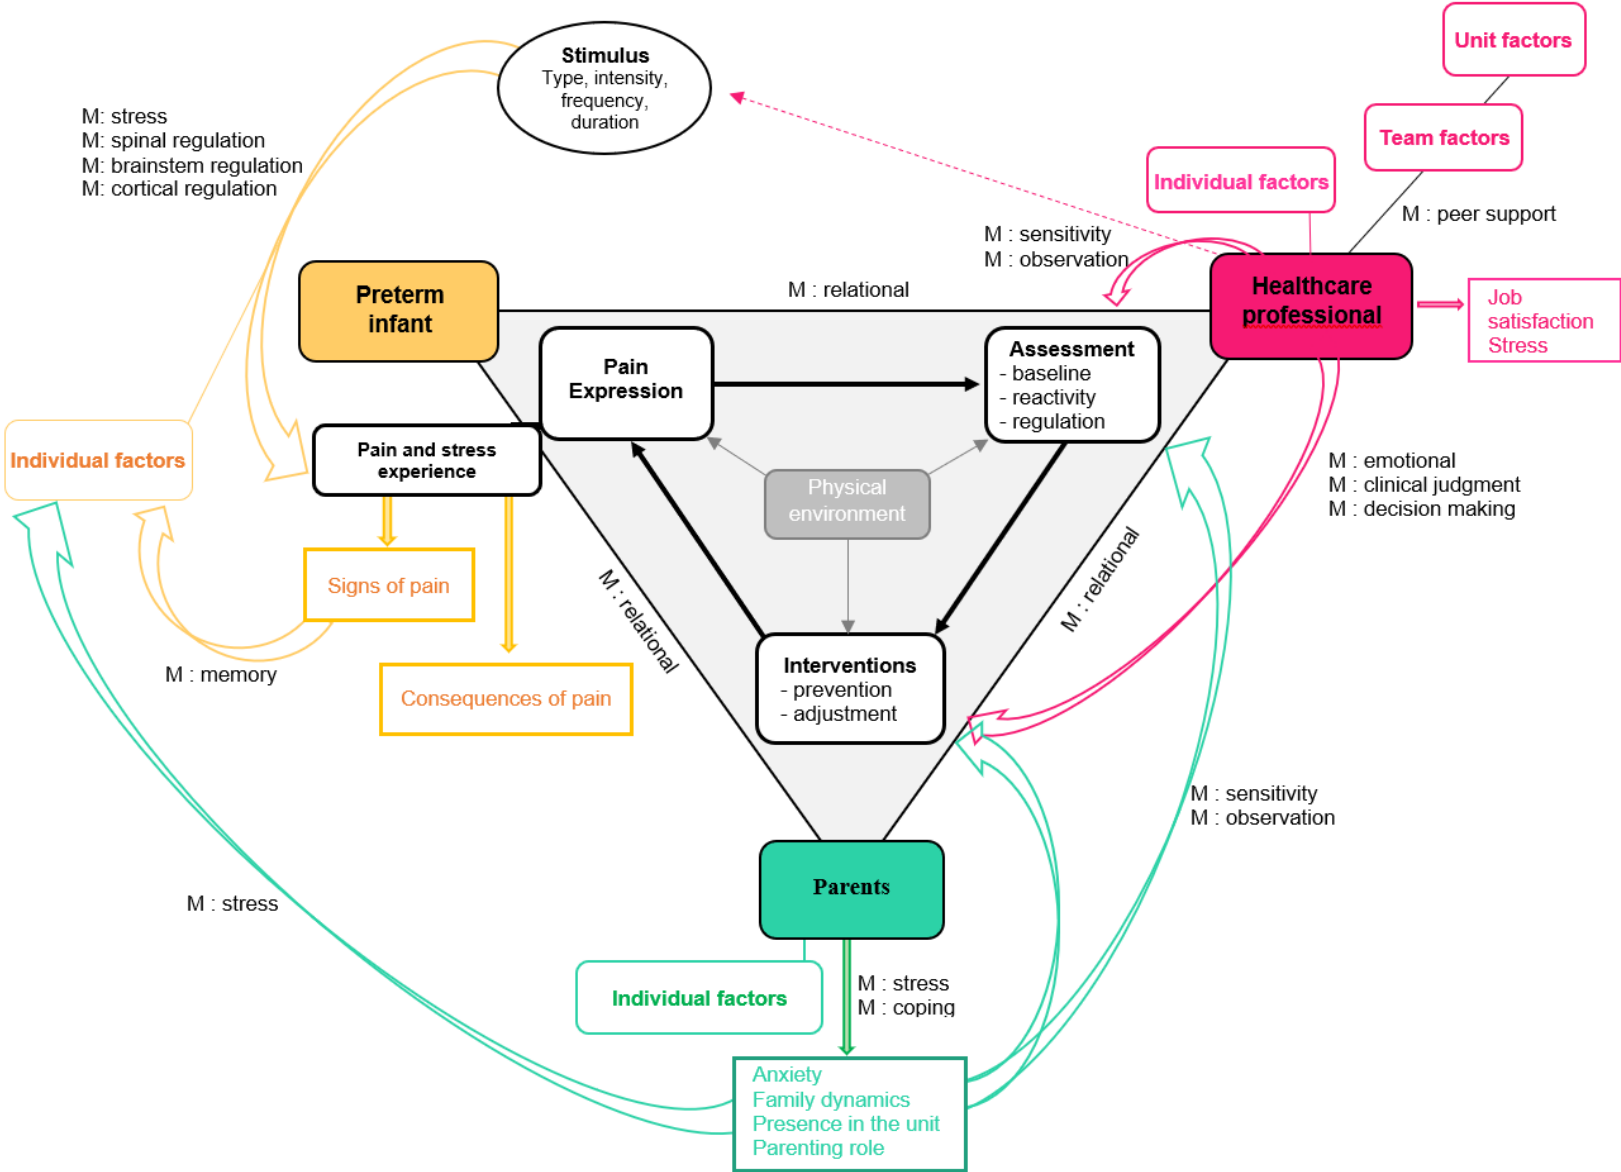 Unit factors
Stimulus
Type, intensity,
frequency,
duration
M: stress
M: spinal regulation
M: brainstem regulation
M: cortical regulation
Team factors
Individual factors
M : peer support
M : sensitivity
M : observation
Preterm
infant
M : relational
Healthcare
professional
Job
satisfaction
Stress
Pain
Expression
Assessment
- baseline
- reactivity
- regulation
Individual factors
Pain and stress
experience
Physical
environment
M : emotional
M : clinical judgment
M : decision making
Signs of pain
M : relational
M : relational
M : memory
Consequences of pain
Interventions
- prevention
- adjustment
M : sensitivity
M : observation
M : stress
Parents
Individual factors
M : stress
M : coping
Anxiety
Family dynamics
Presence in the unit
Parenting role